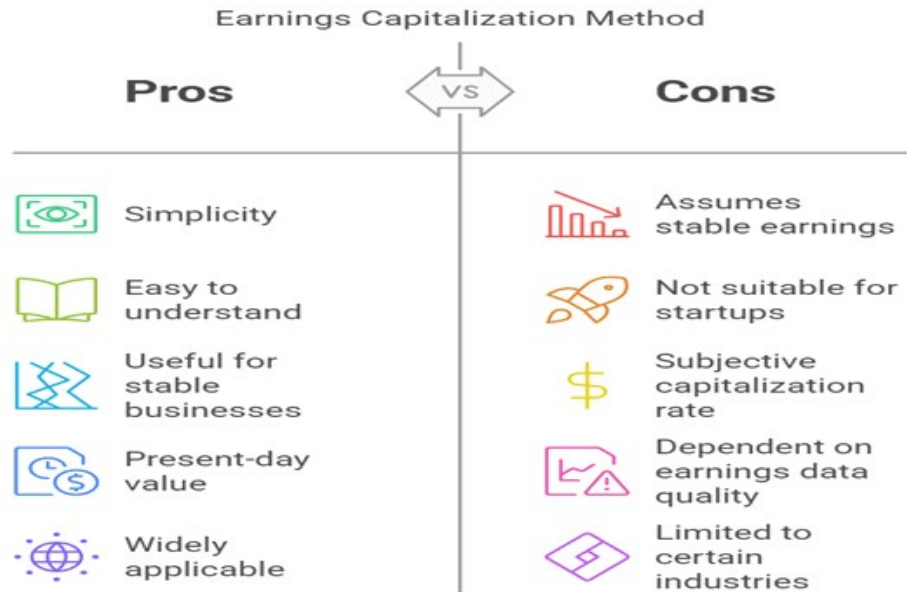 Earnings Capitalization Method
Pros
VS
Cons
Simplicity
Easy to
understand
Useful for
stable
businesses
Present-day
value
Widely
applicable
Assumes
stable earnings
Not suitable for
startups
Subjective
capitalization
rate
Dependent on
earnings data
quality
Limited to
certain
industries